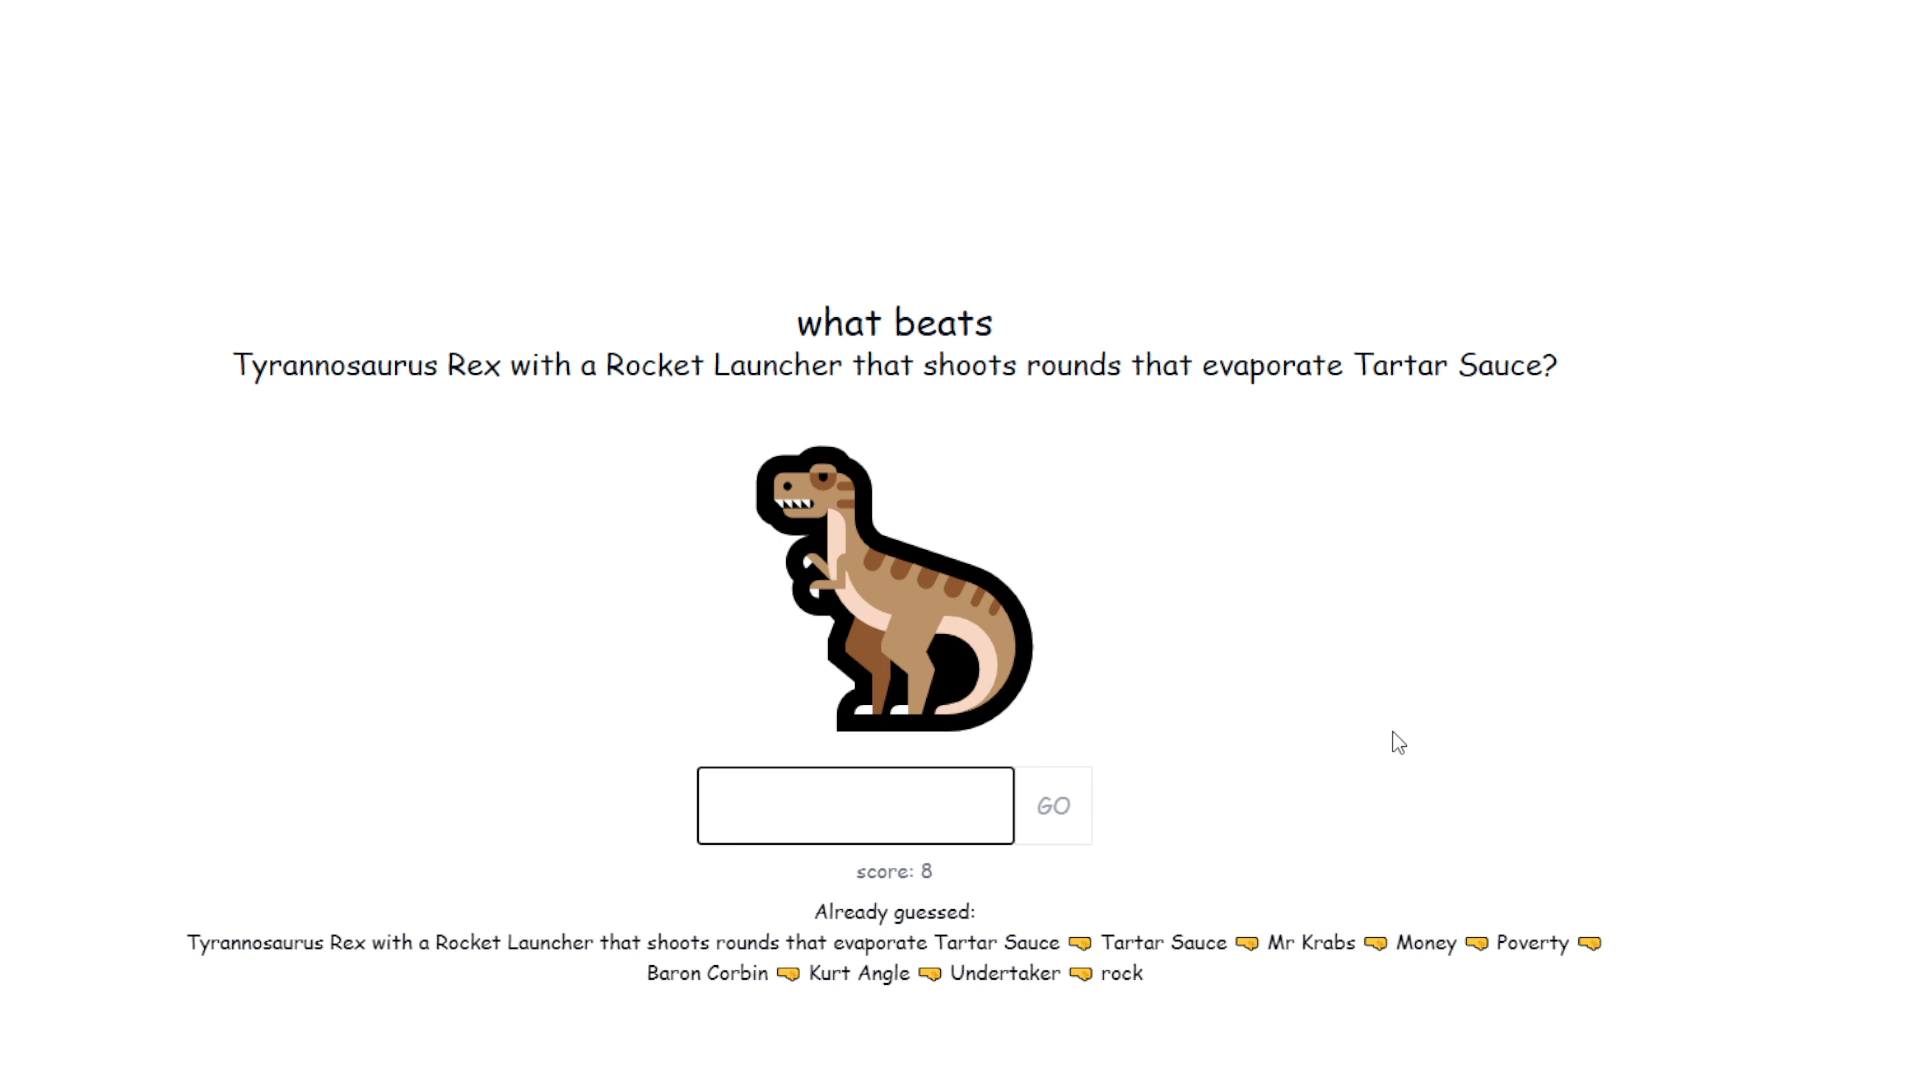 what beats
Tyrannosaurus Rex with a Rocket Launcher that shoots rounds that evaporate Tartar Sauce?
GO
score: 8
Already guessed:
Tyrannosaurus Rex with a Rocket Launcher that shoots rounds that evaporate Tartar Sauce 🤜 Tartar Sauce 🤜 Mr Krabs 🤜 Money 🤜 Poverty 🤜
Baron Corbin 🤜 Kurt Angle 🤜 Undertaker 🤜 rock